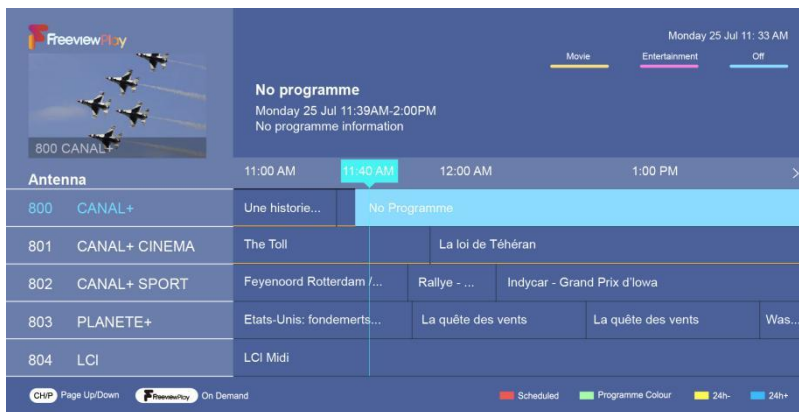 FreeviewPlay
Monday 25 Jul 11: 33 AM
Movie Entertainment Off
No programme
Monday 25 Jul 11:39AM-2:00PM
No programme information
800 CANAL+
Antenna 11:00 AM 11:40 AM 12:00 AM 1:00 PM
800 CANAL+ Une historie... No Programme
801 CANAL+ CINEMA The Toll La loi de Téhéran
802 CANAL+ SPORT Feyenoord Rotterdam /... Rallye - ... Indycar - Grand Prix d'Iowa
803 PLANETE+ Etats-Unis: fondemerts... La quête des vents La quête des vents Was...
804 LCI LCI Midi
CH/P Page Up/Down FreeviewPlay On Demand Scheduled Programme Colour 24h- 24h+